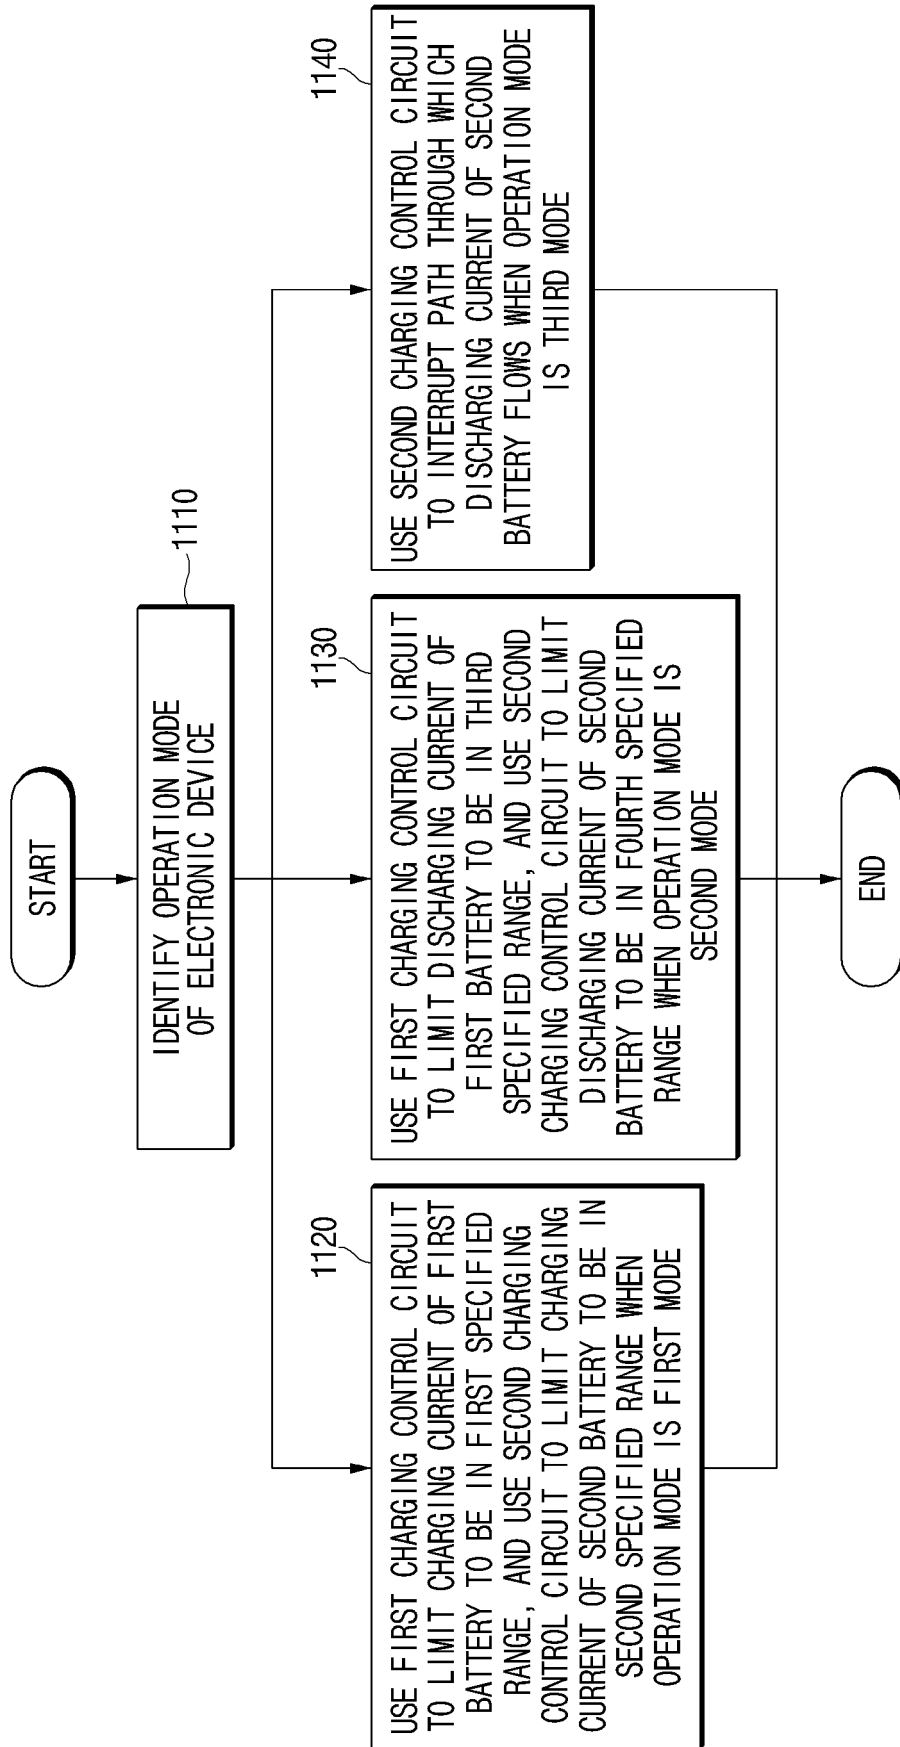 START
1110
IDENTIFY OPERATION MODE
OF ELECTRONIC DEVICE
1120
USE FIRST CHARGING CONTROL CIRCUIT
TO LIMIT CHARGING CURRENT OF FIRST
BATTERY TO BE IN FIRST SPECIFIED
RANGE, AND USE SECOND CHARGING
CONTROL CIRCUIT TO LIMIT CHARGING
CURRENT OF SECOND BATTERY TO BE IN
SECOND SPECIFIED RANGE WHEN
OPERATION MODE IS FIRST MODE
1130
USE FIRST CHARGING CONTROL CIRCUIT
TO LIMIT DISCHARGING CURRENT OF
FIRST BATTERY TO BE IN THIRD
SPECIFIED RANGE, AND USE SECOND
CHARGING CONTROL CIRCUIT TO LIMIT
DISCHARGING CURRENT OF SECOND
BATTERY TO BE IN FOURTH SPECIFIED
RANGE WHEN OPERATION MODE IS
SECOND MODE
1140
USE SECOND CHARGING CONTROL CIRCUIT
TO INTERRUPT PATH THROUGH WHICH
DISCHARGING CURRENT OF SECOND
BATTERY FLOWS WHEN OPERATION MODE
IS THIRD MODE
END